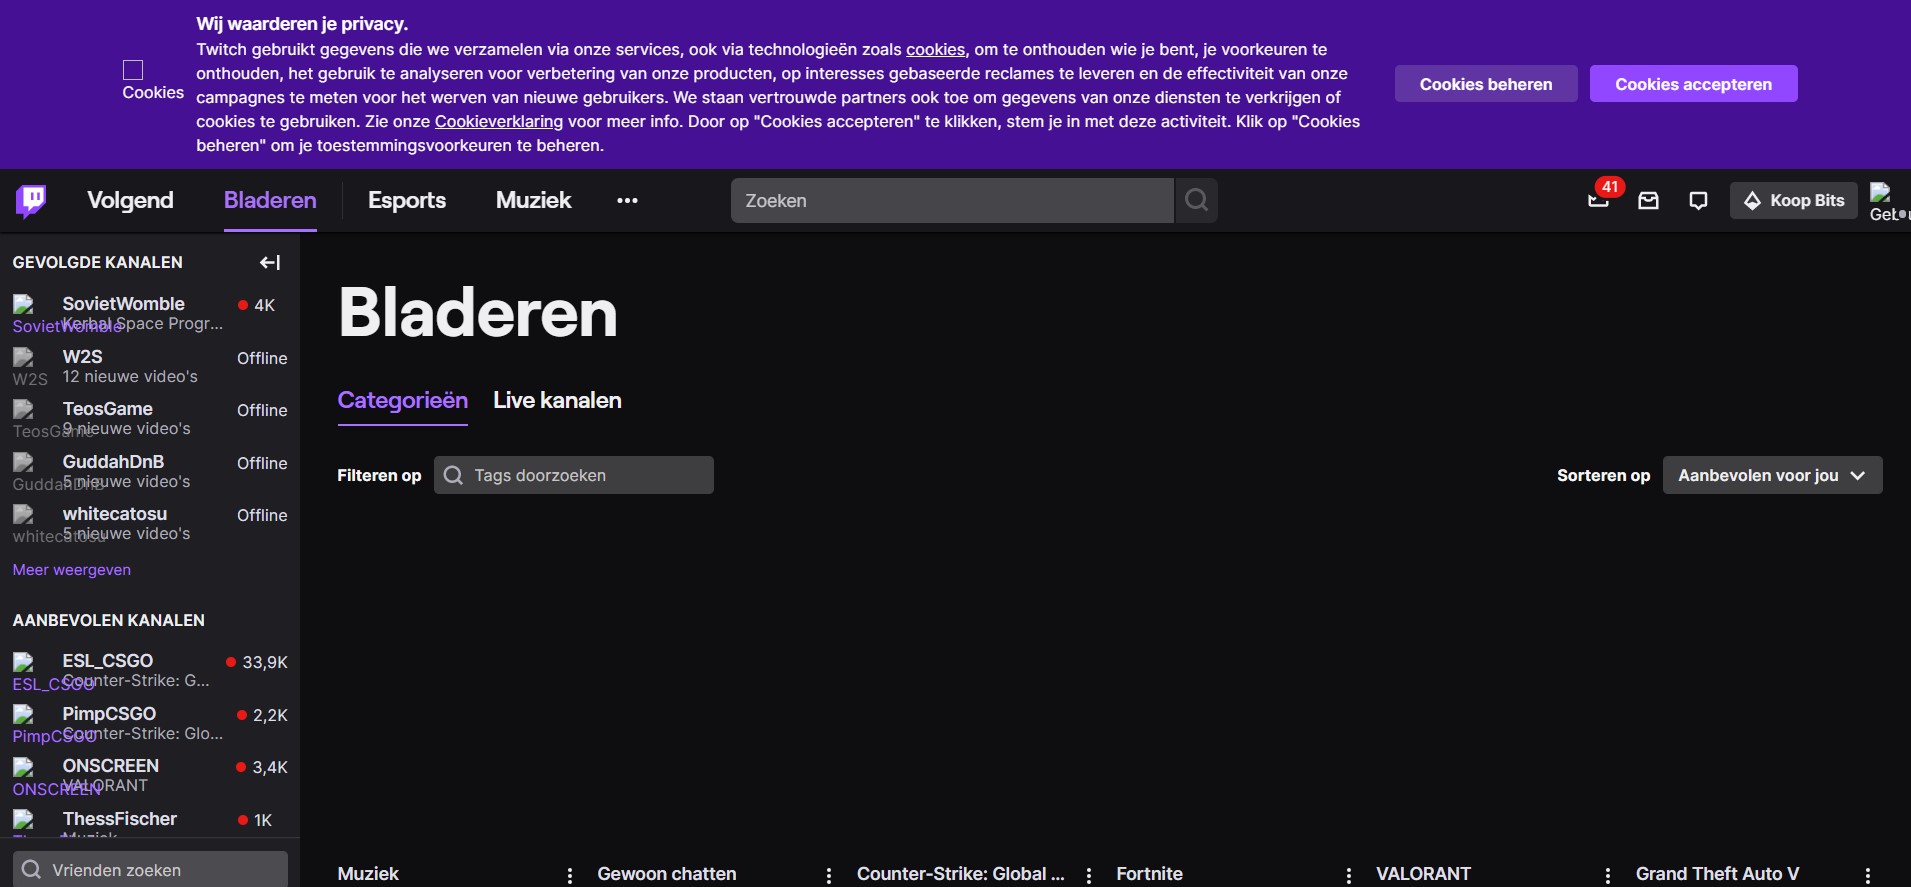 Wij waarderen je privacy.
Twitch gebruikt gegevens die we verzamelen via onze services, ook via technologieën zoals cookies, om te onthouden wie je bent, je voorkeuren te
onthouden, het gebruik te analyseren voor verbetering van onze producten, op interesses gebaseerde reclames te leveren en de effectiviteit van onze
campagnes te meten voor het werven van nieuwe gebruikers. We staan vertrouwde partners ook toe om gegevens van onze diensten te verkrijgen of
cookies te gebruiken. Zie onze Cookieverklaring voor meer info. Door op "Cookies accepteren" te klikken, stem je in met deze activiteit. Klik op "Cookies
beheren" om je toestemmingsvoorkeuren te beheren.
Cookies
Cookies beheren
Cookies accepteren
Volgend
Bladeren
Esports
Muziek
Zoeken
41
Koop Bits
GEVOLGDE KANALEN
SovietWomble
4K
SovietWomble
Kerbal Space Progr...
W2S
Offline
W2S
12 nieuwe video's
TeosGame
Offline
TeosGame
9 nieuwe video's
GuddahDnB
Offline
GuddahDnB
5 nieuwe video's
whitecatosu
Offline
whitecatosu
5 nieuwe video's
Meer weergeven
AANBEVOLEN KANALEN
ESL_CSGO
33,9K
ESL_CSGO
Counter-Strike: G...
PimpCSGO
2,2K
PimpCSGO
Counter-Strike: Glo...
ONSCREEN
3,4K
ONSCREEN
VALORANT
ThessFischer
1K
Muziek
Vrienden zoeken
Bladeren
Categorieën
Live kanalen
Filteren op
Tags doorzoeken
Sorteren op
Aanbevolen voor jou
Muziek
Gewoon chatten
Counter-Strike: Global ...
Fortnite
VALORANT
Grand Theft Auto V